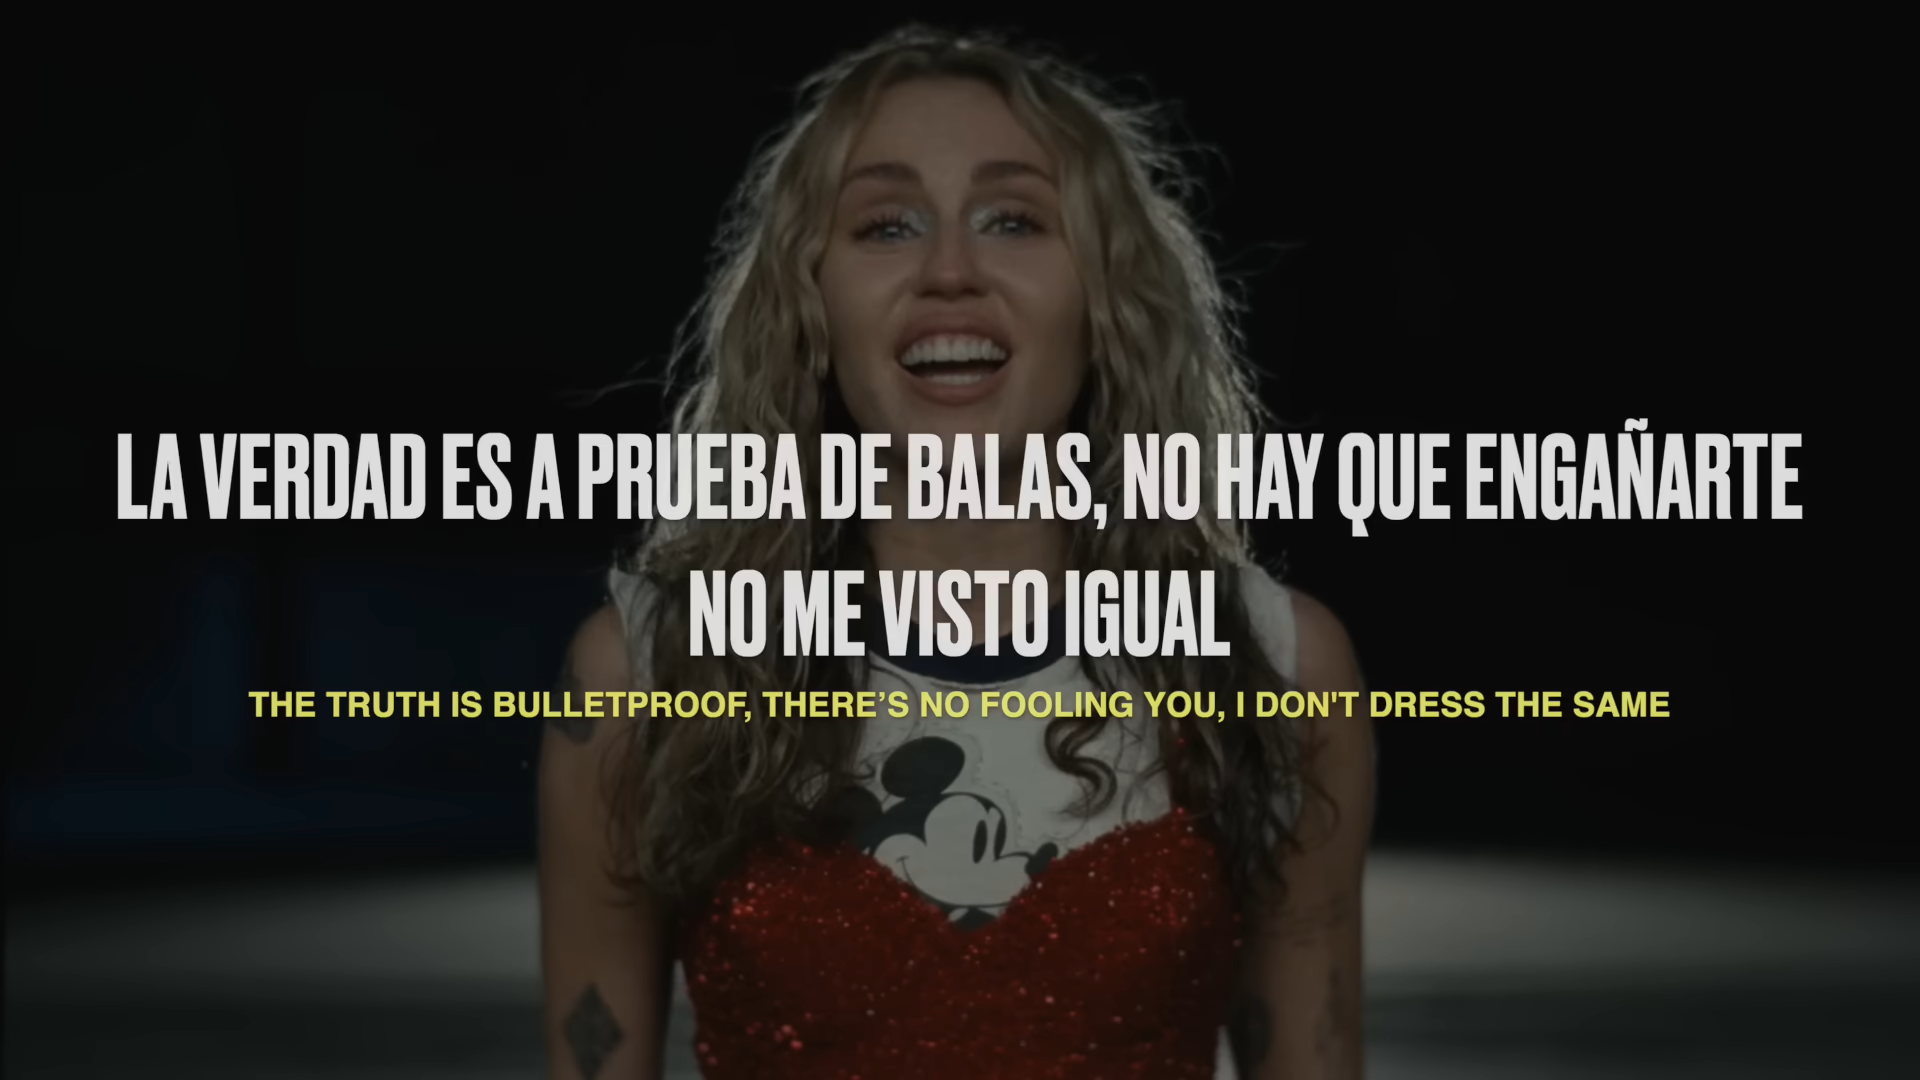 LA VERDAD ES A PRUEBA DE BALAS, NO HAY QUE ENGAÑARTE
NO ME VISTO IGUAL
THE TRUTH IS BULLETPROOF, THERE’S NO FOOLING YOU, I DON'T DRESS THE SAME